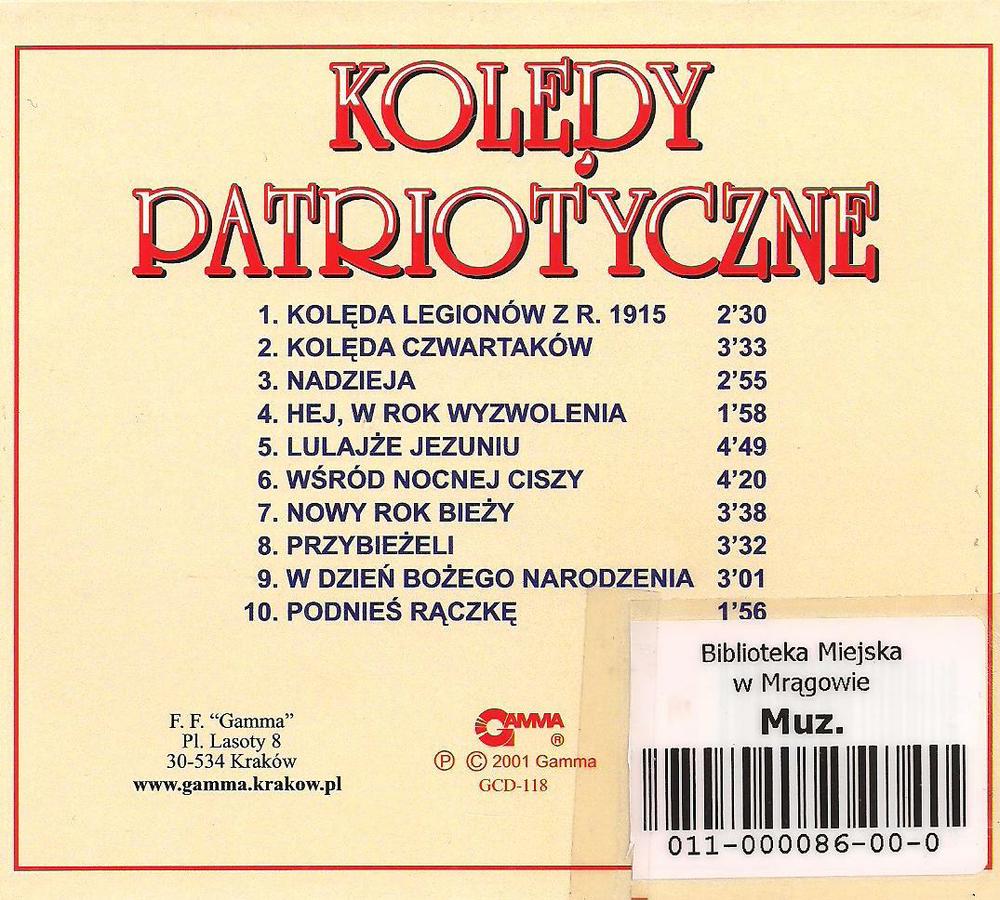 KOLĘDY
PATRIOTYCZNE
1. KOLĘDA LEGIONÓW Z R. 1915 2’30
2. KOLĘDA CZWARTAKÓW 3’33
3. NADZIEJA 2’55
4. HEJ, W ROK WYZWOLENIA 1’58
5. LULAJŻE JEZUNIU 4’49
6. WŚRÓD NOCNEJ CISZY 4’20
7. NOWY ROK BIEŻY 3’38
8. PRZYBIEŻELI 3’32
9. W DZIEŃ BOŻEGO NARODZENIA 3’01
10. PODNIEŚ RĄCZKĘ 1’56
F. F. “Gamma”
Pl. Lasoty 8
30-534 Kraków
www.gamma.krakow.pl
GAMMA
®
Ⓟ © 2001 Gamma
GCD-118
Biblioteka Miejska
w Mrągowie
Muz.
011-000086-00-0